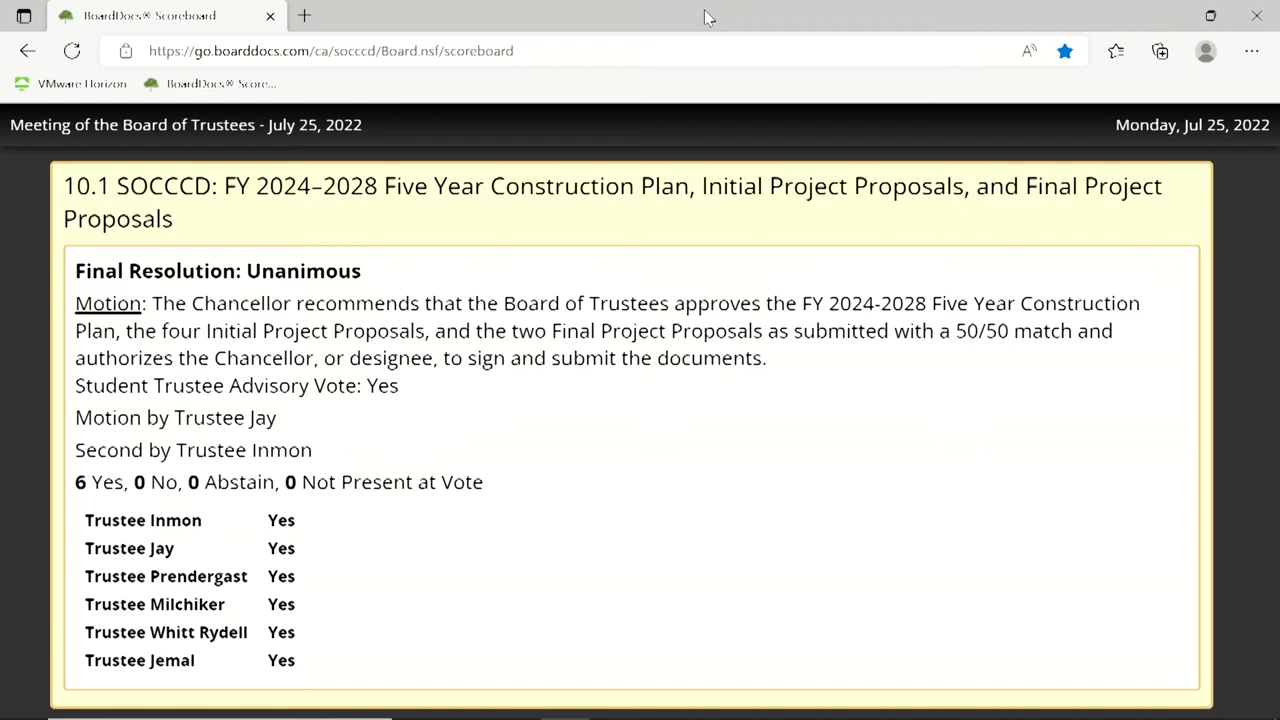 BoardDocs® Scoreboard
https://go.boarddocs.com/ca/socccd/Board.nsf/scoreboard
VMware Horizon BoardDocs® Score...
Meeting of the Board of Trustees - July 25, 2022 Monday, Jul 25, 2022
10.1 SOCCCD: FY 2024–2028 Five Year Construction Plan, Initial Project Proposals, and Final Project
Proposals
Final Resolution: Unanimous
Motion: The Chancellor recommends that the Board of Trustees approves the FY 2024-2028 Five Year Construction
Plan, the four Initial Project Proposals, and the two Final Project Proposals as submitted with a 50/50 match and
authorizes the Chancellor, or designee, to sign and submit the documents.
Student Trustee Advisory Vote: Yes
Motion by Trustee Jay
Second by Trustee Inmon
6 Yes, 0 No, 0 Abstain, 0 Not Present at Vote
Trustee Inmon Yes
Trustee Jay Yes
Trustee Prendergast Yes
Trustee Milchiker Yes
Trustee Whitt Rydell Yes
Trustee Jemal Yes